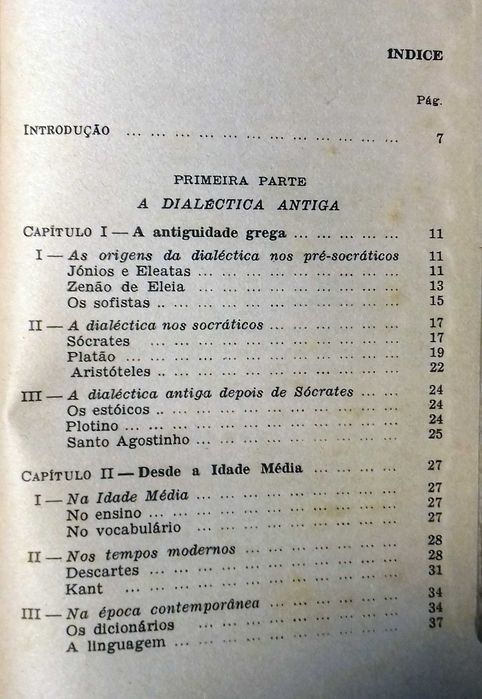 ÍNDICE
Pág.
INTRODUÇÃO ... ... ... ... ... ... ... ... ... ... ... 7
PRIMEIRA PARTE
A DIALÉCTICA ANTIGA
CAPÍTULO I — A antiguidade grega ... ... ... ... ... 11
I — As origens da dialéctica nos pré-socráticos 11
Jónios e Eleatas ... ... ... ... ... ... ... ... 11
Zenão de Eleia ... ... ... ... ... ... ... ... 13
Os sofistas .. ... ... ... ... ... ... ... ... 15
II — A dialéctica nos socráticos ... ... ... ... ... 17
Sócrates ... ... ... ... ... ... ... ... ... 17
Platão ... ... ... ... ... ... ... ... ... 19
Aristóteles .. ... ... ... ... ... ... ... ... 22
III — A dialéctica antiga depois de Sócrates ... ... 24
Os estóicos .. ... ... ... ... ... ... ... ... 24
Plotino ... ... ... ... ... ... ... ... ... 24
Santo Agostinho ... ... ... ... ... ... ... 25
CAPÍTULO II — Desde a Idade Média ... ... ... ... 27
I — Na Idade Média ... ... ... ... ... ... ... ... 27
No ensino ... ... ... ... ... ... ... ... ... 27
No vocabulário ... ... ... ... ... ... ... ... 27
II — Nos tempos modernos ... ... ... ... ... ... 28
Descartes ... ... ... ... ... ... ... ... ... 28
Kant ... ... ... ... ... ... ... ... ... ... 31
III — Na época contemporânea ... ... ... ... ... 34
Os dicionários ... ... ... ... ... ... ... ... 34
A linguagem ... ... ... ... ... ... ... ... 37